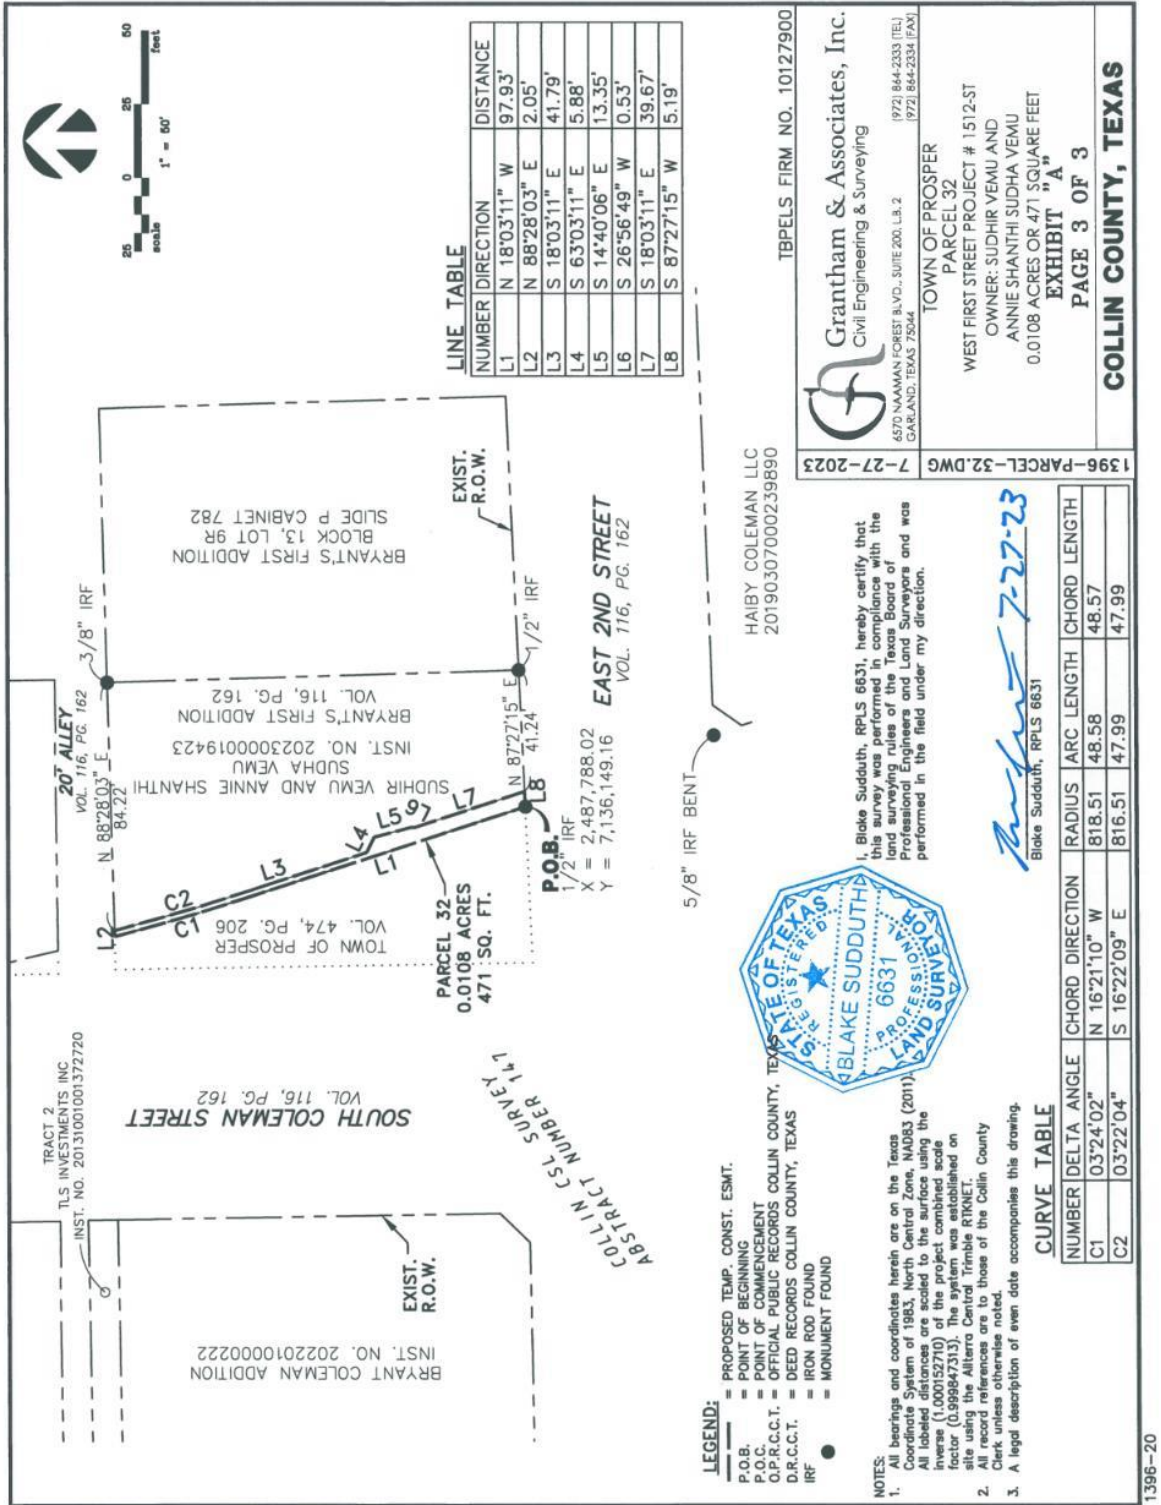 25 0 25 50
scale 1" = 50' feet
TRACT 2
TLS INVESTMENTS INC
INST. NO. 20131001001372720
20' ALLEY
VOL. 116, PG. 162
3/8" IRF
N 88°28'03" E
84.22'
L2
C2
C1
L3
L1
L4
L5
L7
L8
BRYANT COLEMAN ADDITION
INST. NO. 2022010000222
EXIST.
R.O.W.
SOUTH COLEMAN STREET
VOL. 116, PG. 162
TOWN OF PROSPER
VOL. 474, PG. 206
SUDHIR VEMU AND ANNIE SHANTHI
SUDHA VEMU
INST. NO. 2023000019423
BRYANT'S FIRST ADDITION
VOL. 116, PG. 162
BRYANT'S FIRST ADDITION
BLOCK 13, LOT 9R
SLIDE P CABINET 782
EXIST.
R.O.W.
COLLIN CSL SURVEY
ABSTRACT NUMBER 147
PARCEL 32
0.0108 ACRES
471 SQ. FT.
P.O.B.
1/2" IRF
X = 2,487,788.02
Y = 7,136,149.16
N 87°27'15" E
41.24
1/2" IRF
EAST 2ND STREET
VOL. 116, PG. 162
5/8" IRF BENT
HAIBY COLEMAN LLC
20190307000239890
LINE TABLE
NUMBER DIRECTION DISTANCE
L1 N 18°03'11" W 97.93'
L2 N 88°28'03" E 2.05'
L3 S 18°03'11" E 41.79'
L4 S 63°03'11" E 5.88'
L5 S 14°40'06" E 13.35'
L6 S 26°56'49" W 0.53'
L7 S 18°03'11" E 39.67'
L8 S 87°27'15" W 5.19'
LEGEND:
= PROPOSED TEMP. CONST. ESMT.
P.O.B. = POINT OF BEGINNING
P.O.C. = POINT OF COMMENCEMENT
O.P.R.C.C.T. = OFFICIAL PUBLIC RECORDS COLLIN COUNTY, TEXAS
D.R.C.C.T. = DEED RECORDS COLLIN COUNTY, TEXAS
IRF = IRON ROD FOUND
= MONUMENT FOUND
NOTES:
1. All bearings and coordinates herein are on the Texas
Coordinate System of 1983, North Central Zone, NAD83 (2011).
All labeled distances are scaled to the surface using the
inverse (1.000152710) of the project combined scale
factor (0.999847313). The system was established on
site using the Allterra Central Trimble RTKNET.
2. All record references are to those of the Collin County
Clerk unless otherwise noted.
3. A legal description of even date accompanies this drawing.
STATE OF TEXAS
REGISTERED
BLAKE SUDDUTH
6631
PROFESSIONAL
LAND SURVEYOR
I, Blake Sudduth, RPLS 6631, hereby certify that
this survey was performed in compliance with the
land surveying rules of the Texas Board of
Professional Engineers and Land Surveyors and was
performed in the field under my direction.
7-27-23
Blake Sudduth, RPLS 6631
CURVE TABLE
NUMBER DELTA ANGLE CHORD DIRECTION RADIUS ARC LENGTH CHORD LENGTH
C1 03°24'02" N 16°21'10" W 818.51 48.58 48.57
C2 03°22'04" S 16°22'09" E 816.51 47.99 47.99
TBPELS FIRM NO. 10127900
Grantham & Associates, Inc.
Civil Engineering & Surveying
6570 NAAMAN FOREST BLVD., SUITE 200, L.B. 2 (972) 864-2333 (TEL)
GARLAND, TEXAS 75044 (972) 864-2334 (FAX)
7-27-2023
1396-PARCEL-32.DWG
TOWN OF PROSPER
PARCEL 32
WEST FIRST STREET PROJECT # 1512-ST
OWNER: SUDHIR VEMU AND
ANNIE SHANTHI SUDHA VEMU
0.0108 ACRES OR 471 SQUARE FEET
EXHIBIT "A"
PAGE 3 OF 3
COLLIN COUNTY, TEXAS
1396-20